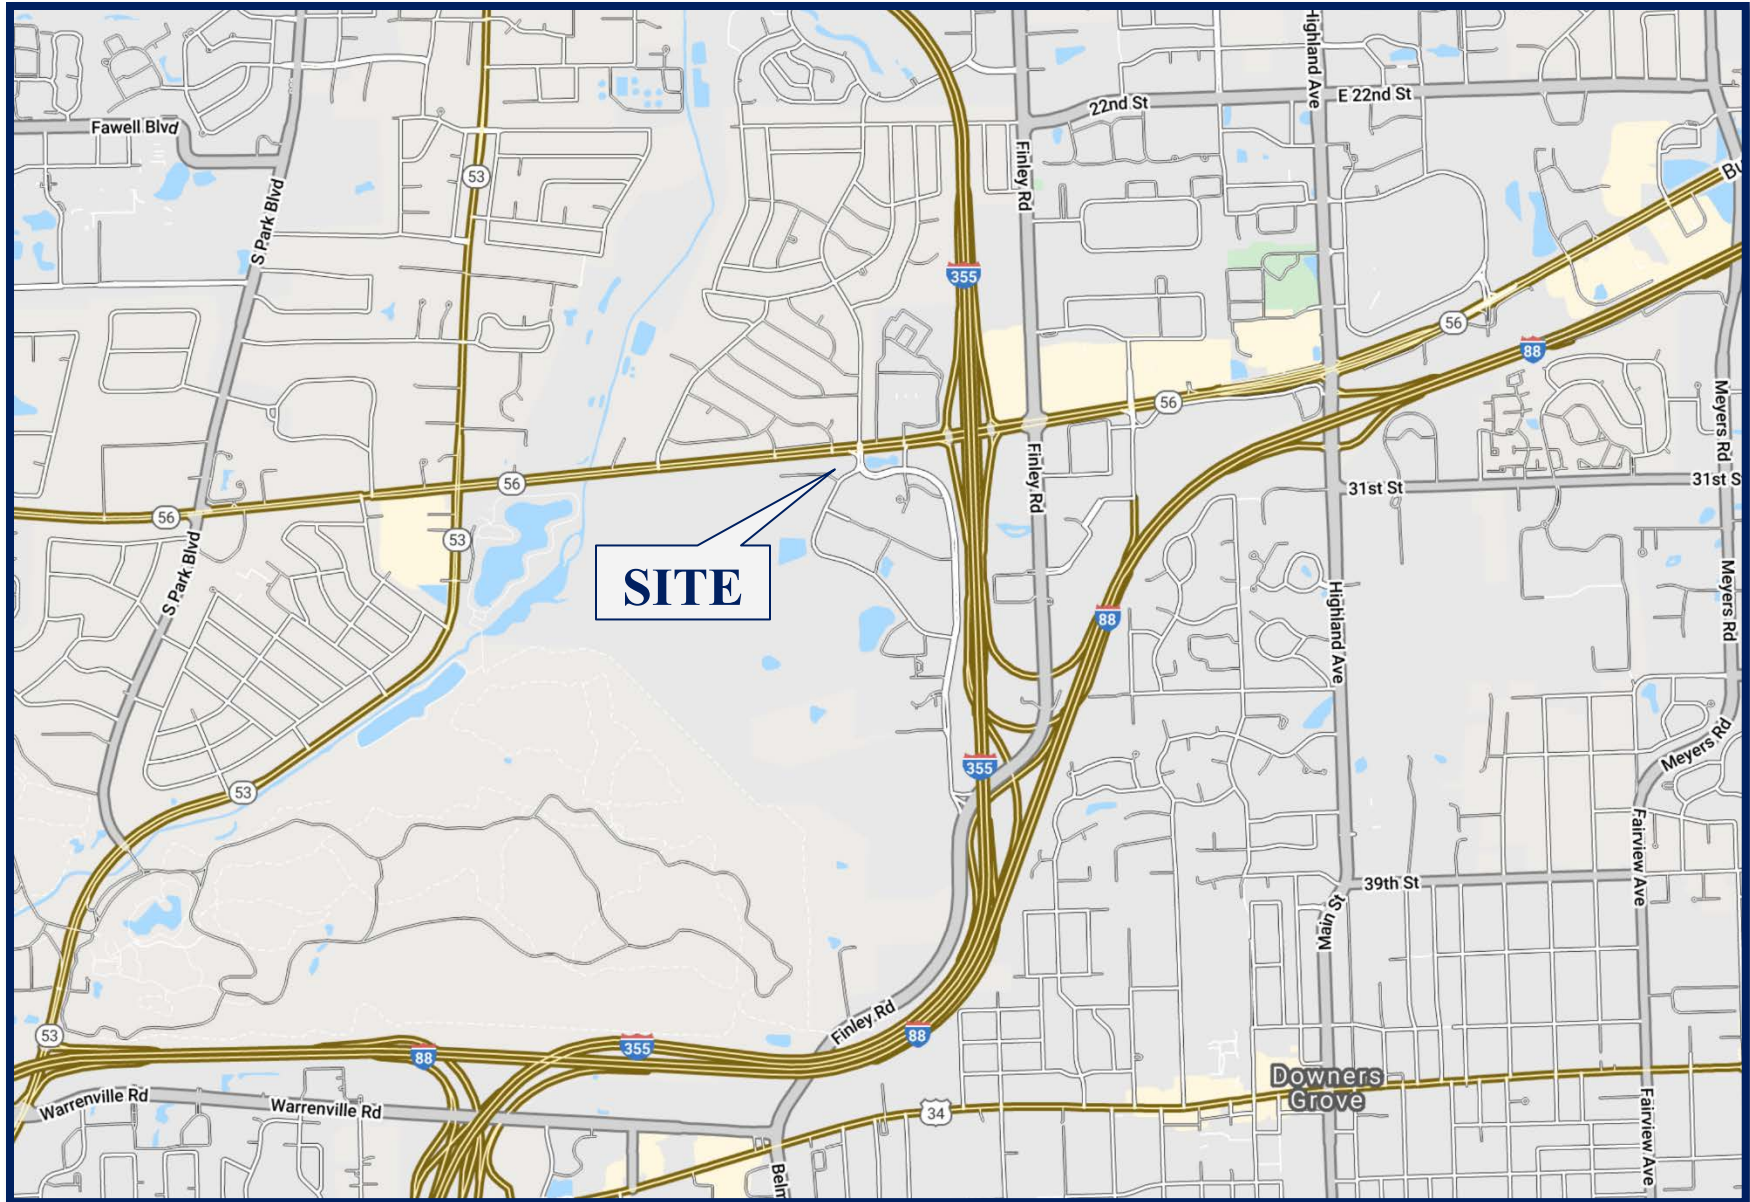 Highland Ave
22nd St
E 22nd St
Fawell Blvd
Finley Rd
53
S Park Blvd
Bu
355
56
88
56
Meyers Rd
Finley Rd
56
31st St
31st S
56
53
S Park Blvd
SITE
88
Highland Ave
Meyers Rd
Meyers Rd
355
53
Fairview Ave
39th St
Main St
Finley Rd
53
88
355
88
Downers
Grove
Warrenville Rd
Warrenville Rd
34
Fairview Ave
Belm